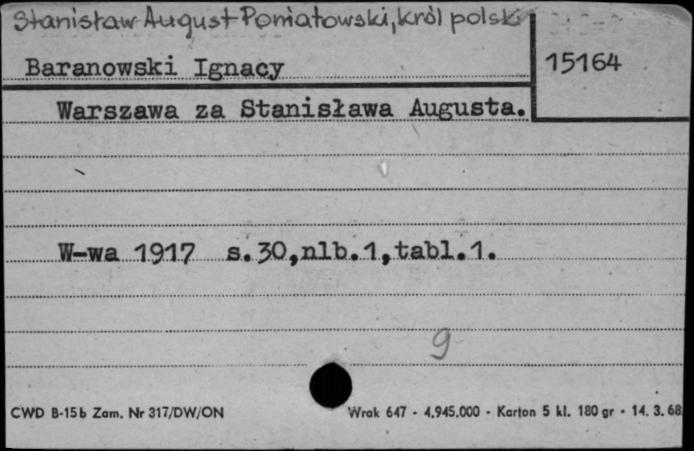 Stanisław August Poniatowski, król polski
Baranowski Ignacy
15164
Warszawa za Stanisława Augusta.
W-wa 1917 s.30,nlb.1,tabl.1.
9
CWD B-15b Zam. Nr 317/DW/ON Wrak 647 - 4.945.000 - Karton 5 kl. 180 gr - 14. 3. 68